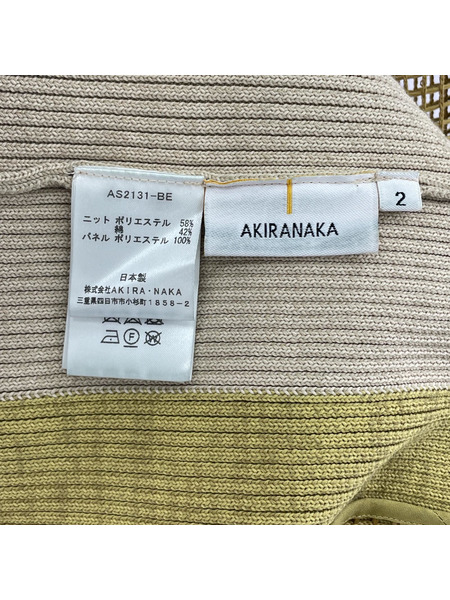 AS2131-BE
ニット ポリエステル 58%
綿 42%
パネル ポリエステル 100%
日本製
株式会社AKIRA・NAKA
三重県四日市市小杉町1858-2
AKIRANAKA
2